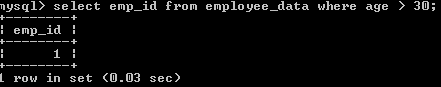 mysql> select emp_id from employee_data where age > 30;
+--------+
| emp_id |
+--------+
|      1 |
+--------+
1 row in set (0.03 sec)